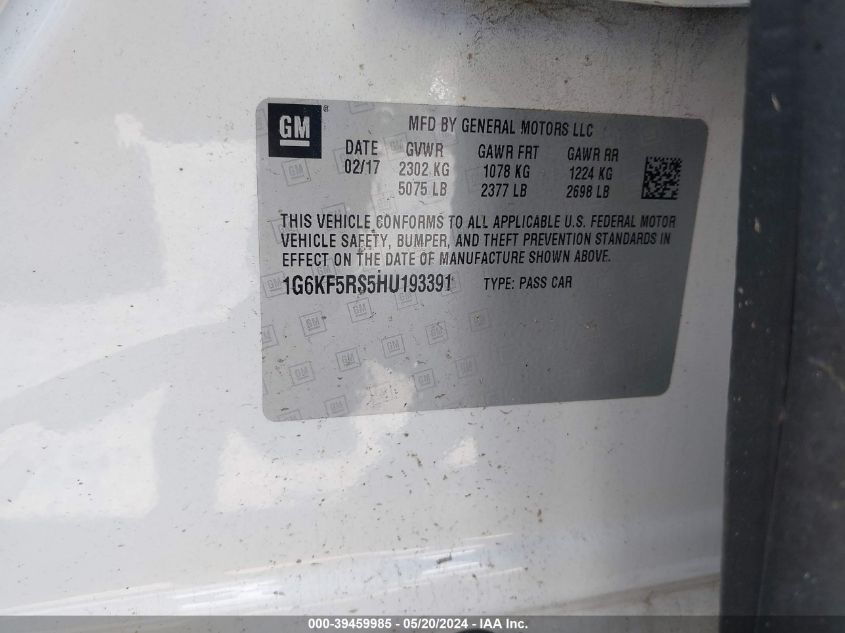 GM ®
MFD BY GENERAL MOTORS LLC
DATE GVWR GAWR FRT GAWR RR
02/17 2302 KG 1078 KG 1224 KG
5075 LB 2377 LB 2698 LB
THIS VEHICLE CONFORMS TO ALL APPLICABLE U.S. FEDERAL MOTOR
VEHICLE SAFETY, BUMPER, AND THEFT PREVENTION STANDARDS IN
EFFECT ON THE DATE OF MANUFACTURE SHOWN ABOVE.
1G6KF5RS5HU193391 TYPE: PASS CAR
000-39459985 - 05/20/2024 - IAA Inc.